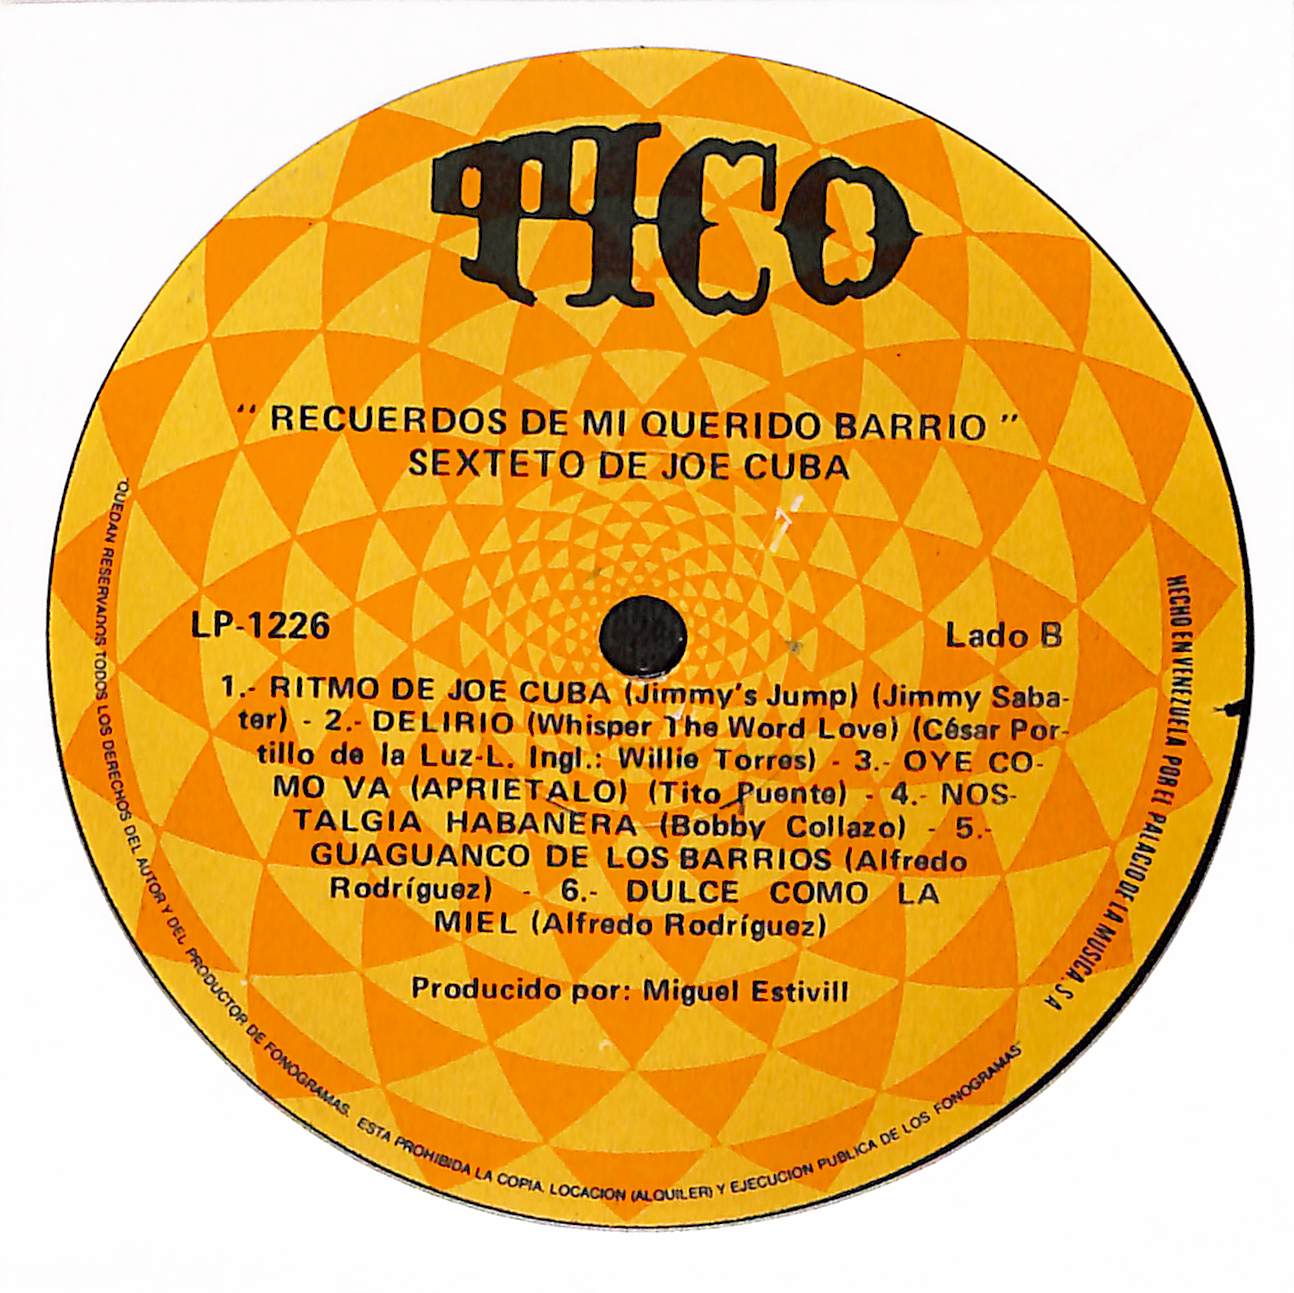 TICO
" RECUERDOS DE MI QUERIDO BARRIO "
SEXTETO DE JOE CUBA
LP-1226
Lado B
1.- RITMO DE JOE CUBA (Jimmy's Jump) (Jimmy Saba-
ter) - 2.- DELIRIO (Whisper The Word Love) (César Por-
tillo de la Luz-L. Ingl.: Willie Torres) - 3.- OYE CO-
MO VA (APRIETALO) (Tito Puente) - 4.- NOS-
TALGIA HABANERA (Bobby Collazo) - 5.-
GUAGUANCO DE LOS BARRIOS (Alfredo
Rodríguez) - 6.- DULCE COMO LA
MIEL (Alfredo Rodríguez)
Producido por: Miguel Estivill
"QUEDAN RESERVADOS TODOS LOS DERECHOS DEL AUTOR Y DEL PRODUCTOR DE FONOGRAMAS. ESTA PROHIBIDA LA COPIA, LOCACION (ALQUILER) Y EJECUCION PUBLICA DE LOS FONOGRAMAS"
HECHO EN VENEZUELA POR EL PALACIO DE LA MUSICA, S.A